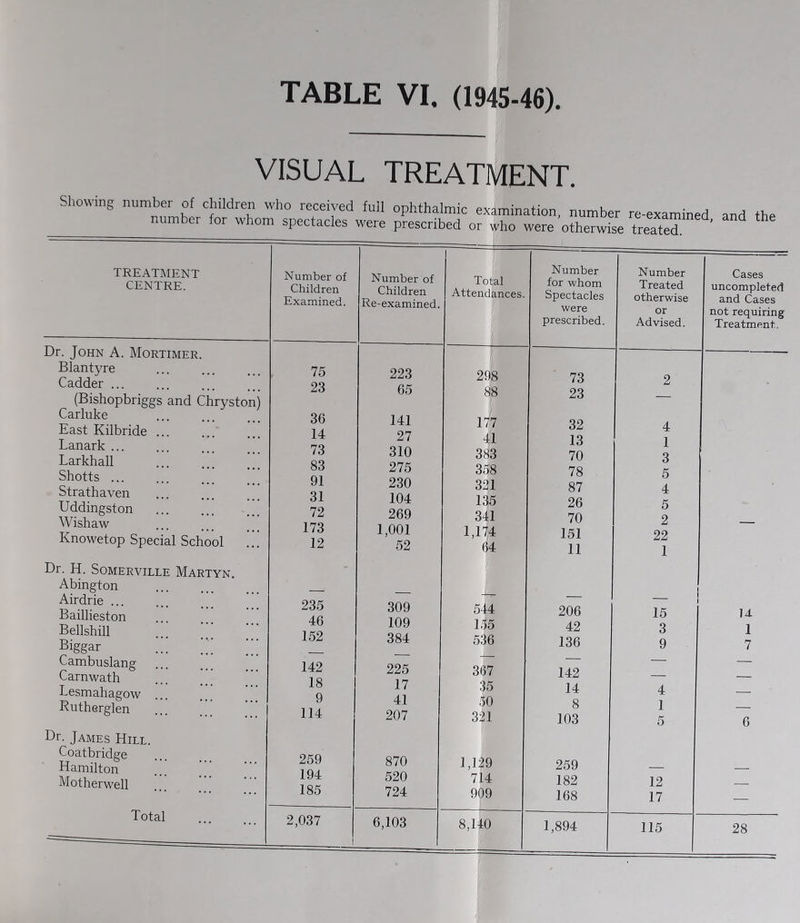 TABLE VI. (1945-46).
VISUAL TREATMENT.
Showing number of children who received full ophthalmic examination, number re-examined, and the
number for whom spectacles were prescribed or who were otherwise treated.
TREATMENT CENTRE. | Number of Children Examined. | Number of Children Re-examined. | Total Attendances. | Number for whom Spectacles were prescribed. | Number Treated otherwise or Advised. | Cases uncompleted and Cases not requiring Treatment.
Dr. John A. Mortimer.
Blantyre ... ... ... 75 223 298 73 2
Cadder ... ... ... ... 23 65 88 23 —
(Bishopbriggs and Chryston)
Carluke ... ... ... 36 141 177 32 4
East Kilbride ... ... ... 14 27 41 13 1
Lanark ... ... ... ... 73 310 383 70 3
Larkhall ... ... ... 83 275 358 78 5
Shotts ... ... ... ... 91 230 321 87 4
Strathaven ... ... ... 31 104 135 26 5
Uddingston ... ... ... 72 269 341 70 2
Wishaw ... ... ... 173 1,001 1,174 151 22 —
Knowetop Special School ... 12 52 64 11 1
Dr. H. Somerville Martyn.
Abington ... ... ... — — — — —
Airdrie ... ... ... ... 235 309 544 206 15 14
Baillieston ... ... ... 46 109 155 42 3 1
Bellshill ... ... ... 152 384 536 136 9 7
Biggar ... ... ... — — — — — —
Cambuslang ... ... ... 142 225 367 142 — —
Carnwath ... ... ... 18 17 35 14 4 —
Lesmahagow ... ... ... 9 41 50 8 1 —
Rutherglen ... ... ... 114 207 321 103 5 6
Dr. James Hill.
Coatbridge ... ... ... 259 870 1,129 259 — —
Hamilton ... ... ... 194 520 714 182 12 —
Motherwell ... ... ... 185 724 909 168 17 —
Total ... ... 2,037 6,103 8,140 1,894 115 28